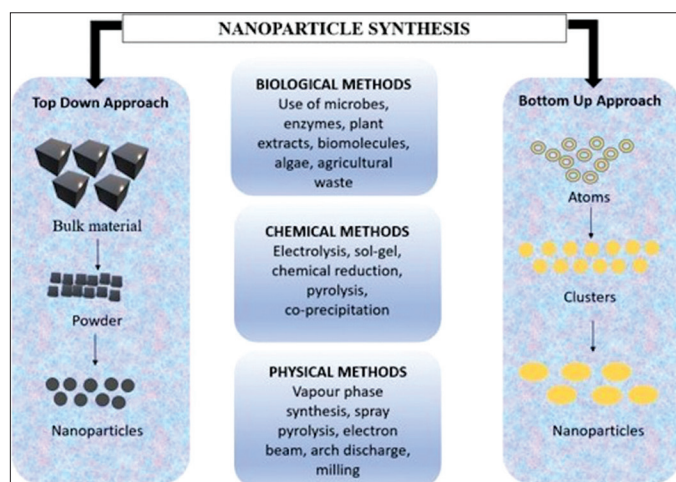 NANOPARTICLE SYNTHESIS
Top Down Approach
Bulk material
Powder
Nanoparticles
BIOLOGICAL METHODS
Use of microbes,
enzymes, plant
extracts, biomolecules,
algae, agricultural
waste
CHEMICAL METHODS
Electrolysis, sol-gel,
chemical reduction,
pyrolysis,
co-precipitation
PHYSICAL METHODS
Vapour phase
synthesis, spray
pyrolysis, electron
beam, arch discharge,
milling
Bottom Up Approach
Atoms
Clusters
Nanoparticles